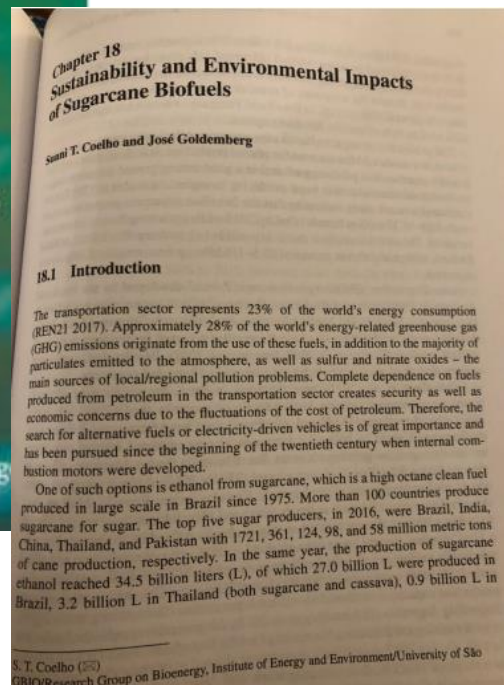 Chapter 18
Sustainability and Environmental Impacts
of Sugarcane Biofuels
Suani T. Coelho and José Goldemberg
18.1 Introduction
The transportation sector represents 23% of the world's energy consumption
(REN21 2017). Approximately 28% of the world's energy-related greenhouse gas
(GHG) emissions originate from the use of these fuels, in addition to the majority of
particulates emitted to the atmosphere, as well as sulfur and nitrate oxides – the
main sources of local/regional pollution problems. Complete dependence on fuels
produced from petroleum in the transportation sector creates security as well as
economic concerns due to the fluctuations of the cost of petroleum. Therefore, the
search for alternative fuels or electricity-driven vehicles is of great importance and
has been pursued since the beginning of the twentieth century when internal com-
bustion motors were developed.
One of such options is ethanol from sugarcane, which is a high octane clean fuel
produced in large scale in Brazil since 1975. More than 100 countries produce
sugarcane for sugar. The top five sugar producers, in 2016, were Brazil, India,
China, Thailand, and Pakistan with 1721, 361, 124, 98, and 58 million metric tons
of cane production, respectively. In the same year, the production of sugarcane
ethanol reached 34.5 billion liters (L), of which 27.0 billion L were produced in
Brazil, 3.2 billion L in Thailand (both sugarcane and cassava), 0.9 billion L in
S. T. Coelho (✉)
GBIO/Research Group on Bioenergy, Institute of Energy and Environment/University of São